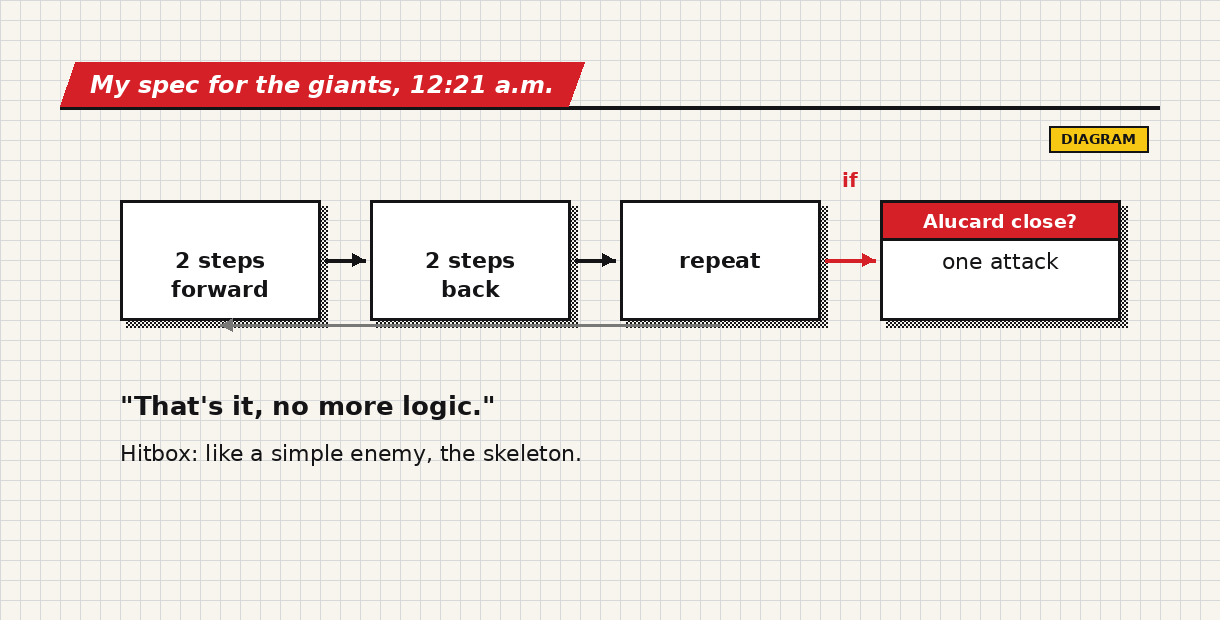 My spec for the giants, 12:21 a.m.
DIAGRAM
2 steps
forward
2 steps
back
repeat
if
Alucard close?
one attack
"That's it, no more logic."
Hitbox: like a simple enemy, the skeleton.